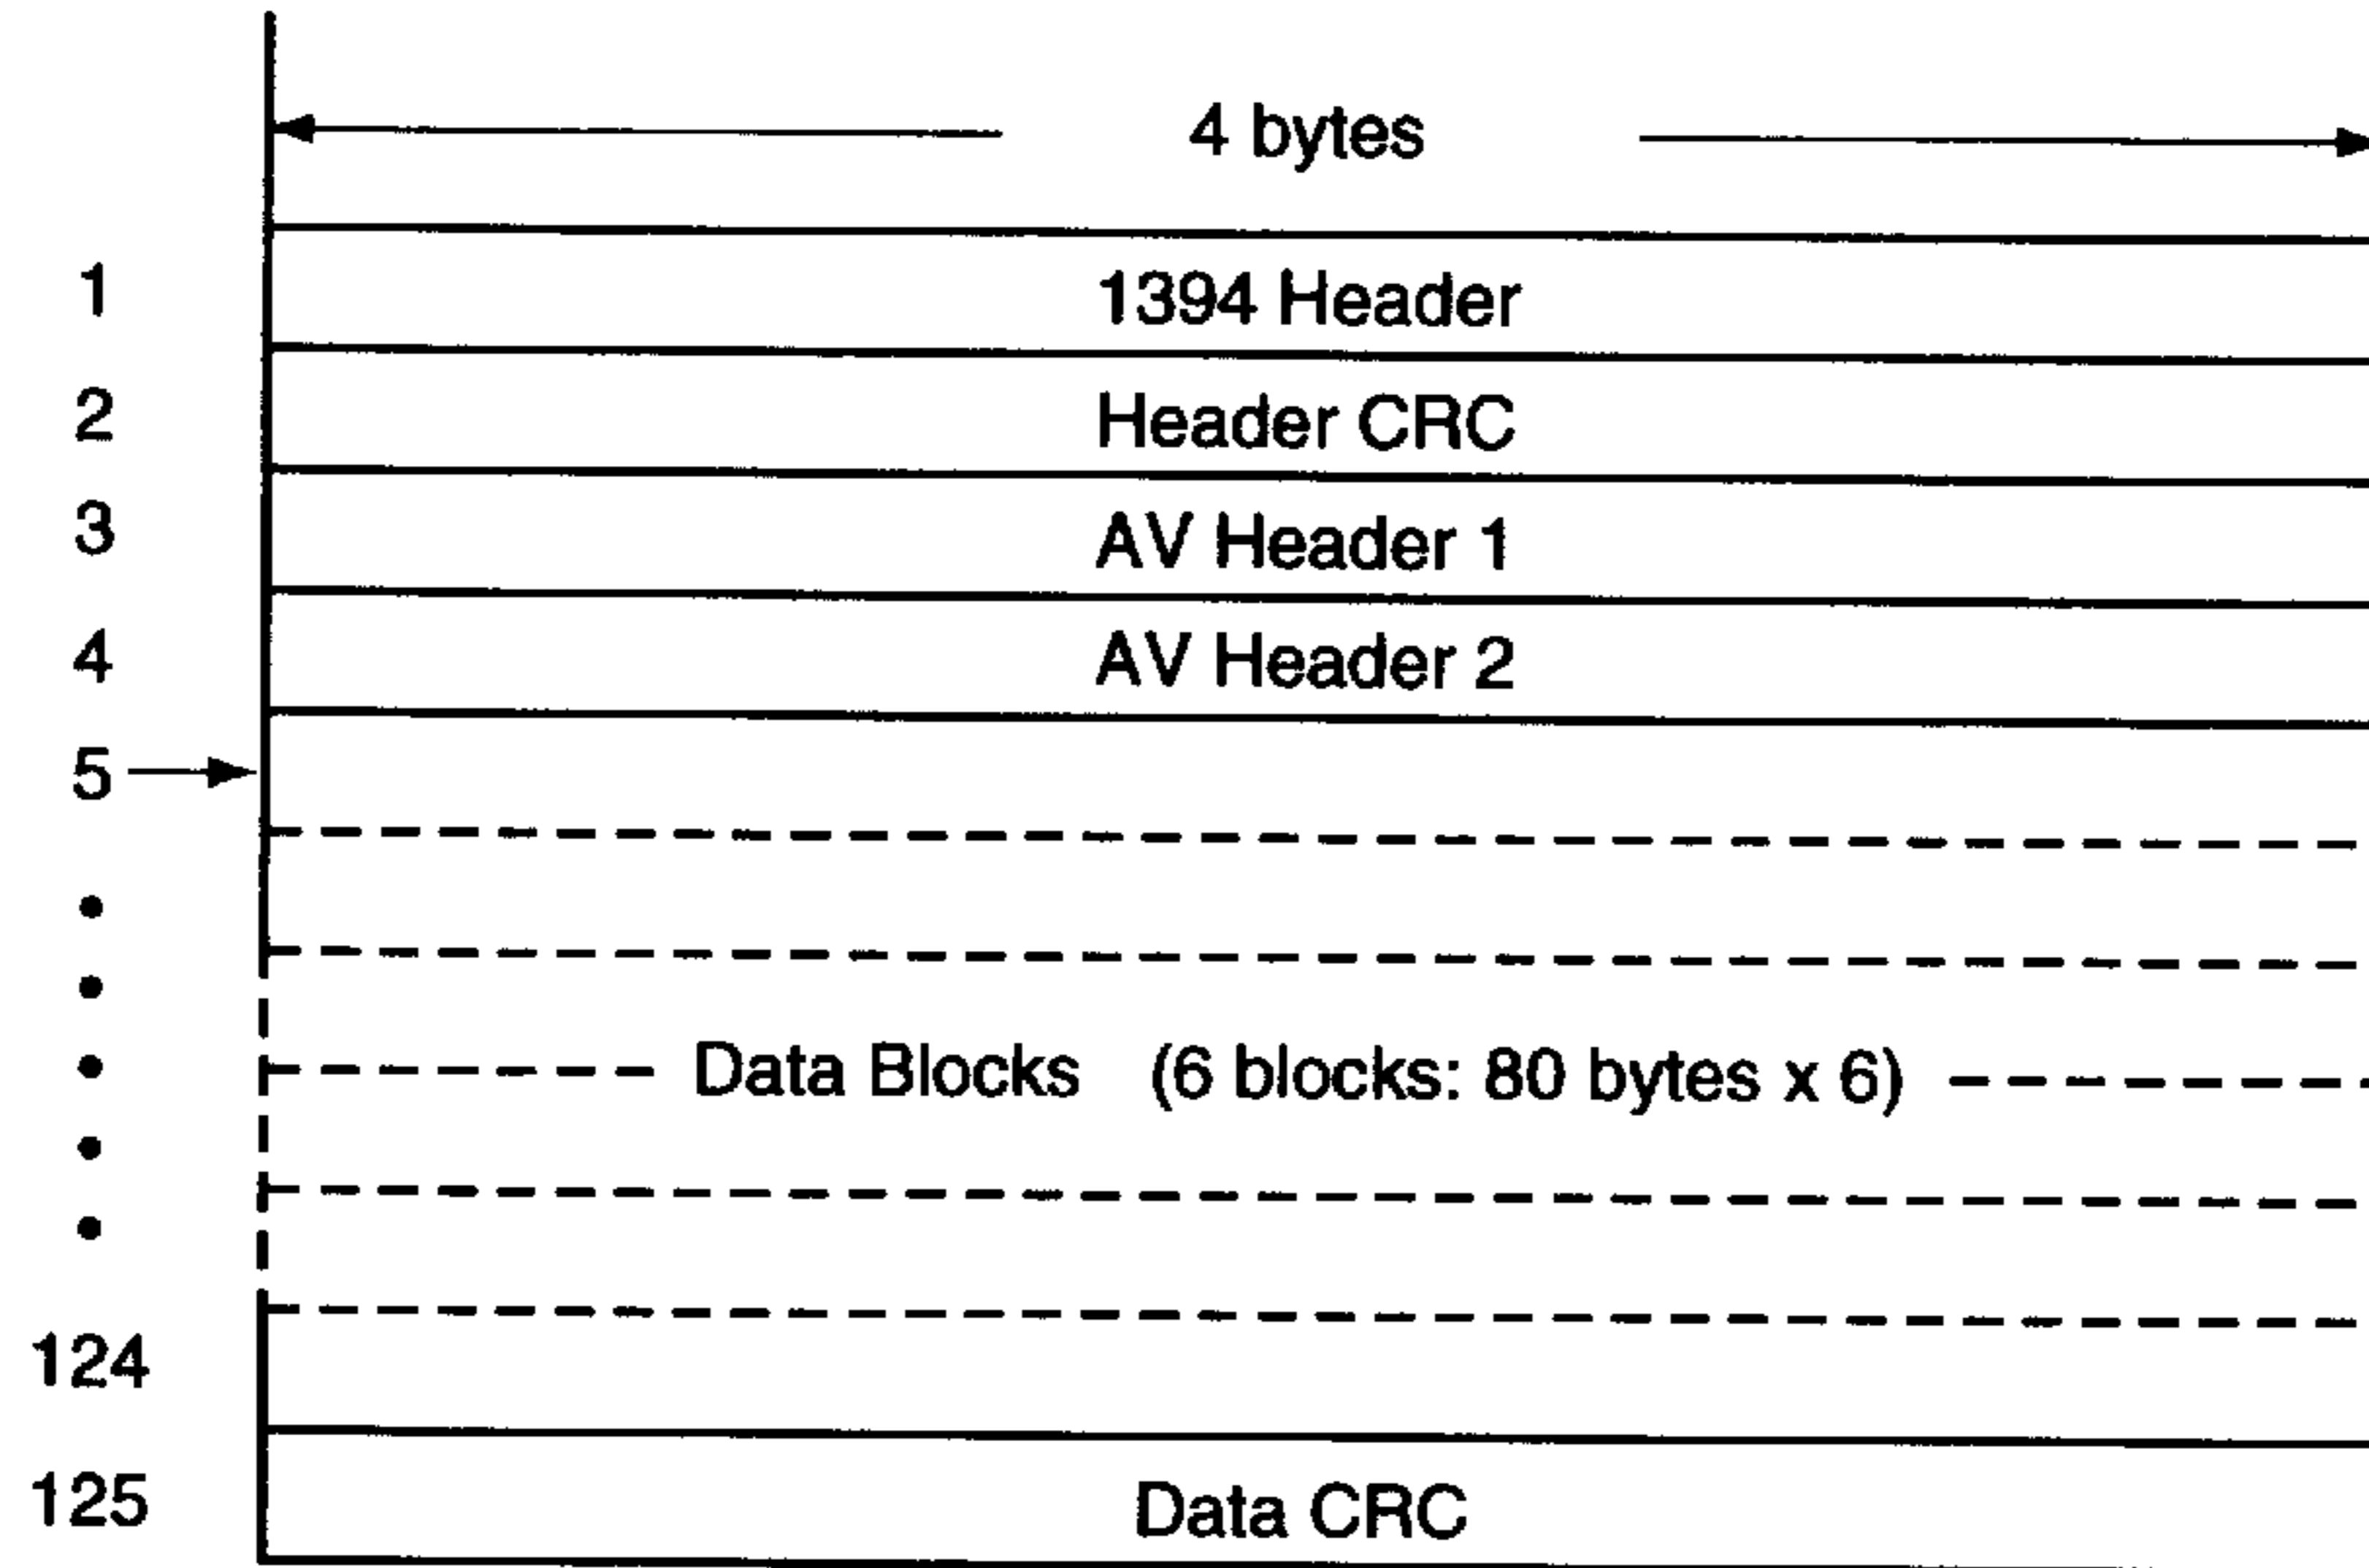 4 bytes
1 1394 Header
2 Header CRC
3 AV Header 1
4 AV Header 2
5
Data Blocks (6 blocks: 80 bytes x 6)
124
125 Data CRC